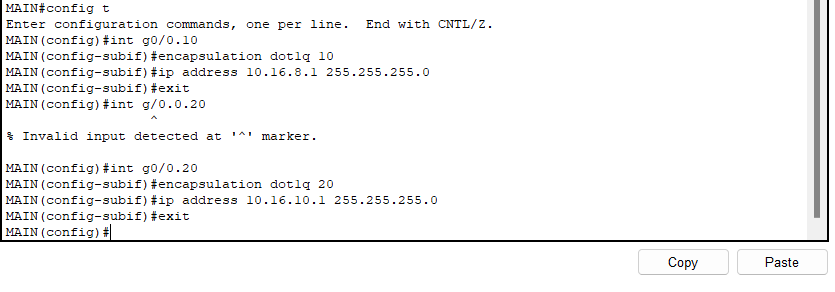 MAIN#config t
Enter configuration commands, one per line.  End with CNTL/Z.
MAIN(config)#int g0/0.10
MAIN(config-subif)#encapsulation dot1q 10
MAIN(config-subif)#ip address 10.16.8.1 255.255.255.0
MAIN(config-subif)#exit
MAIN(config)#int g/0.0.20
                   ^
% Invalid input detected at '^' marker.

MAIN(config)#int g0/0.20
MAIN(config-subif)#encapsulation dot1q 20
MAIN(config-subif)#ip address 10.16.10.1 255.255.255.0
MAIN(config-subif)#exit
MAIN(config)#
Copy
Paste